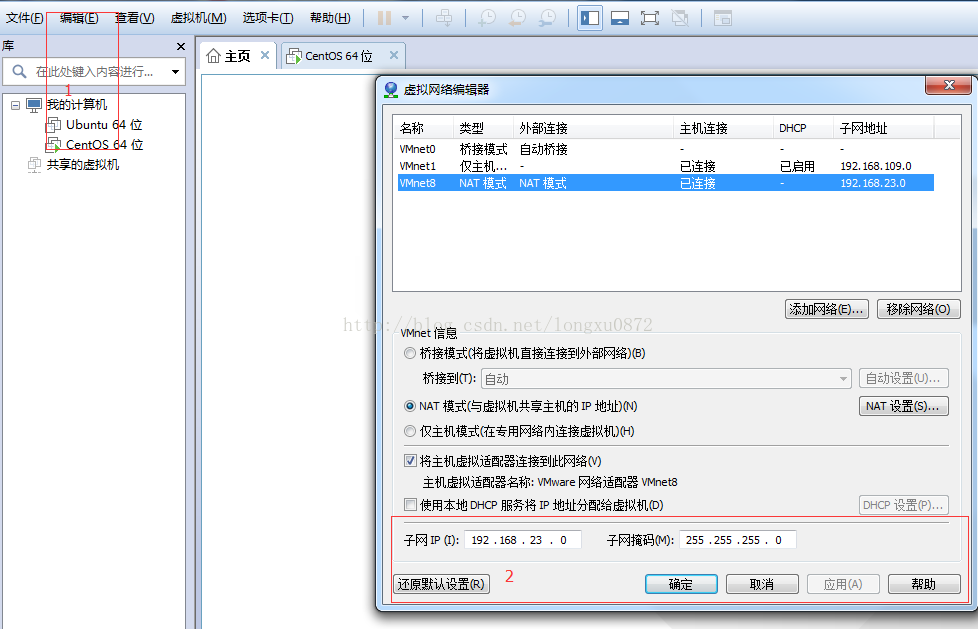 文件(F) 编辑(E) 查看(V) 虚拟机(M) 选项卡(T) 帮助(H)
库
在此处键入内容进行...
1
我的计算机
Ubuntu 64 位
CentOS 64 位
共享的虚拟机
主页 CentOS 64 位
虚拟网络编辑器
名称 类型 外部连接 主机连接 DHCP 子网地址
VMnet0 桥接模式 自动桥接 - - -
VMnet1 仅主机... - 已连接 已启用 192.168.109.0
VMnet8 NAT 模式 NAT 模式 已连接 - 192.168.23.0
添加网络(E)... 移除网络(O)
http://blog.csdn.net/longxu0872
VMnet 信息
桥接模式(将虚拟机直接连接到外部网络)(B)
桥接到(T): 自动 自动设置(U)...
NAT 模式(与虚拟机共享主机的 IP 地址)(N) NAT 设置(S)...
仅主机模式(在专用网络内连接虚拟机)(H)
将主机虚拟适配器连接到此网络(V)
主机虚拟适配器名称: VMware 网络适配器 VMnet8
使用本地 DHCP 服务将 IP 地址分配给虚拟机(D) DHCP 设置(P)...
子网 IP (I): 192 . 168 . 23 . 0 子网掩码(M): 255 . 255 . 255 . 0
还原默认设置(R) 2 确定 取消 应用(A) 帮助